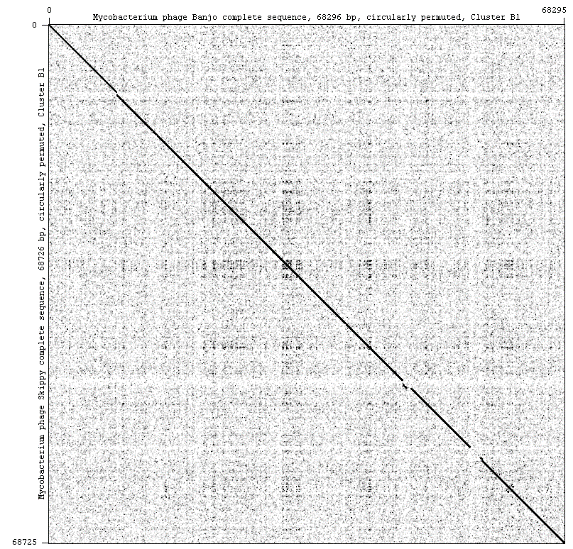 0
68295
Mycobacterium phage Banjo complete sequence, 68296 bp, circularly permuted, Cluster B1
0
Mycobacterium phage Skippy complete sequence, 68726 bp, circularly permuted, Cluster B1
68725